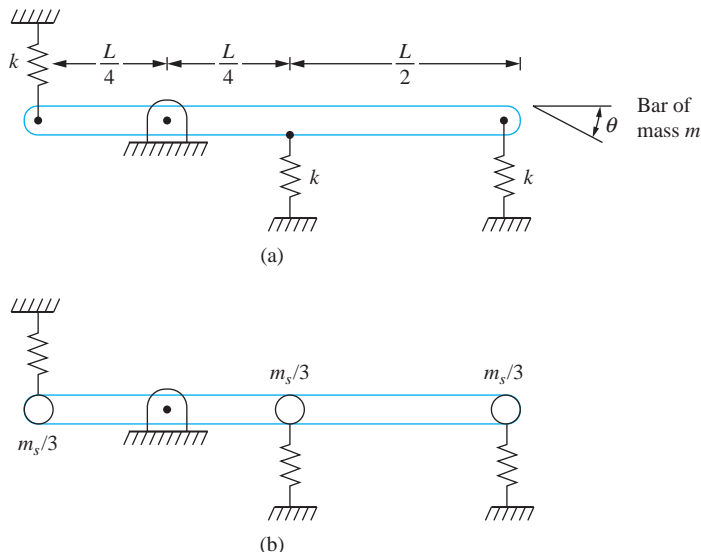 k
L/4
L/4
L/2
Bar of
mass m
θ
k
k
(a)
m_s/3
m_s/3
m_s/3
(b)